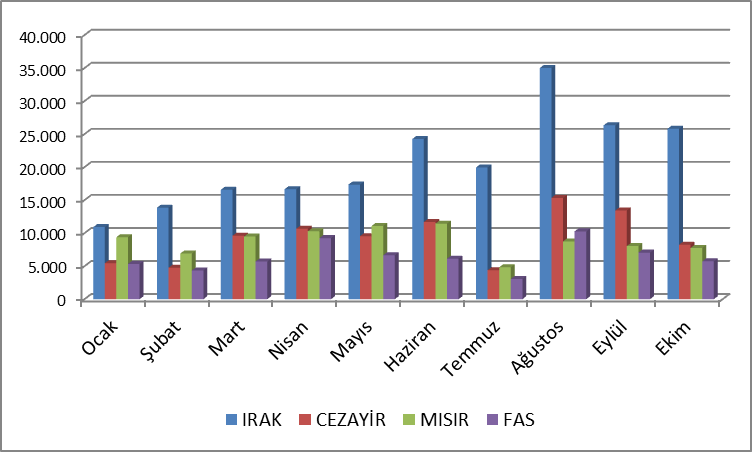 40.000
35.000
30.000
25.000
20.000
15.000
10.000
5.000
0
Ocak
Şubat
Mart
Nisan
Mayıs
Haziran
Temmuz
Ağustos
Eylül
Ekim
IRAK CEZAYİR MISIR FAS